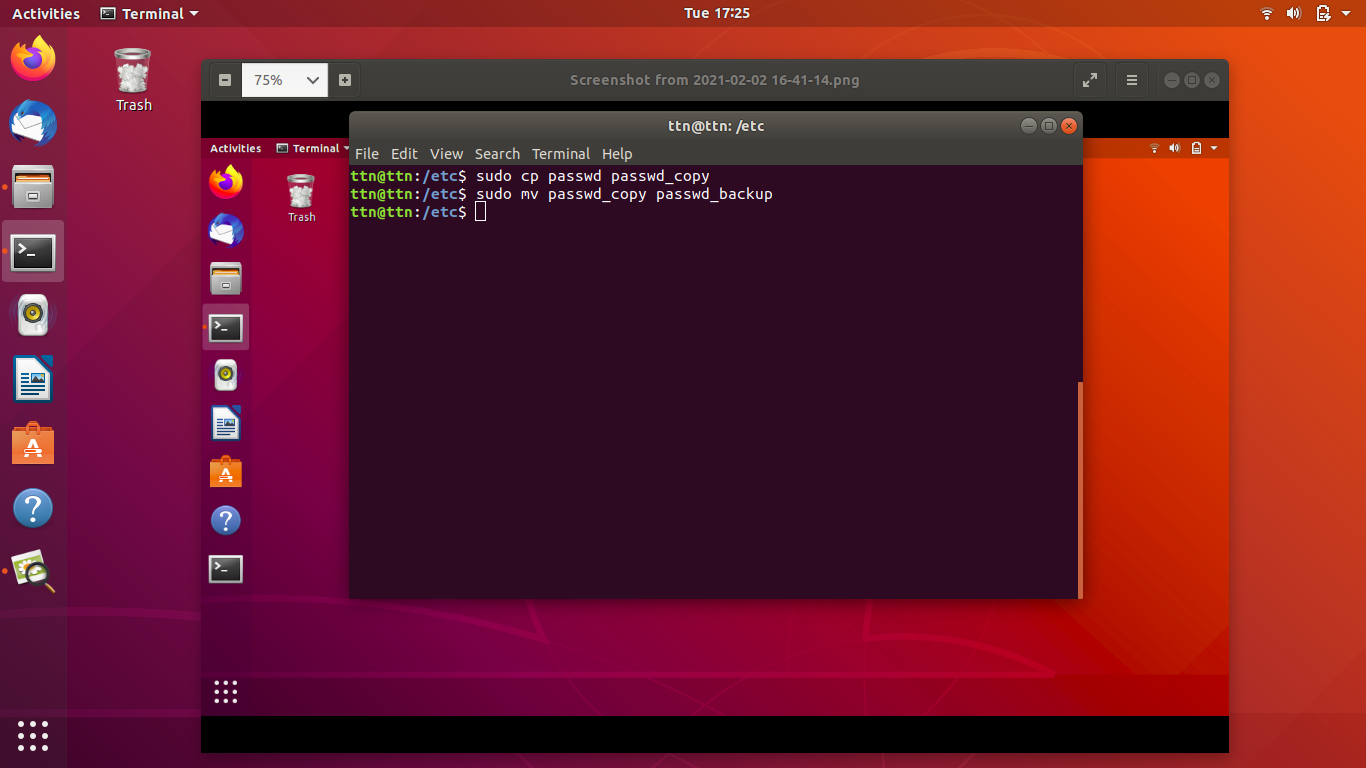 Activities Terminal Tue 17:25
Trash
75% Screenshot from 2021-02-02 16-41-14.png
ttn@ttn: /etc
Activities Terminal
File Edit View Search Terminal Help
ttn@ttn:/etc$ sudo cp passwd passwd_copy
ttn@ttn:/etc$ sudo mv passwd_copy passwd_backup
ttn@ttn:/etc$
Trash